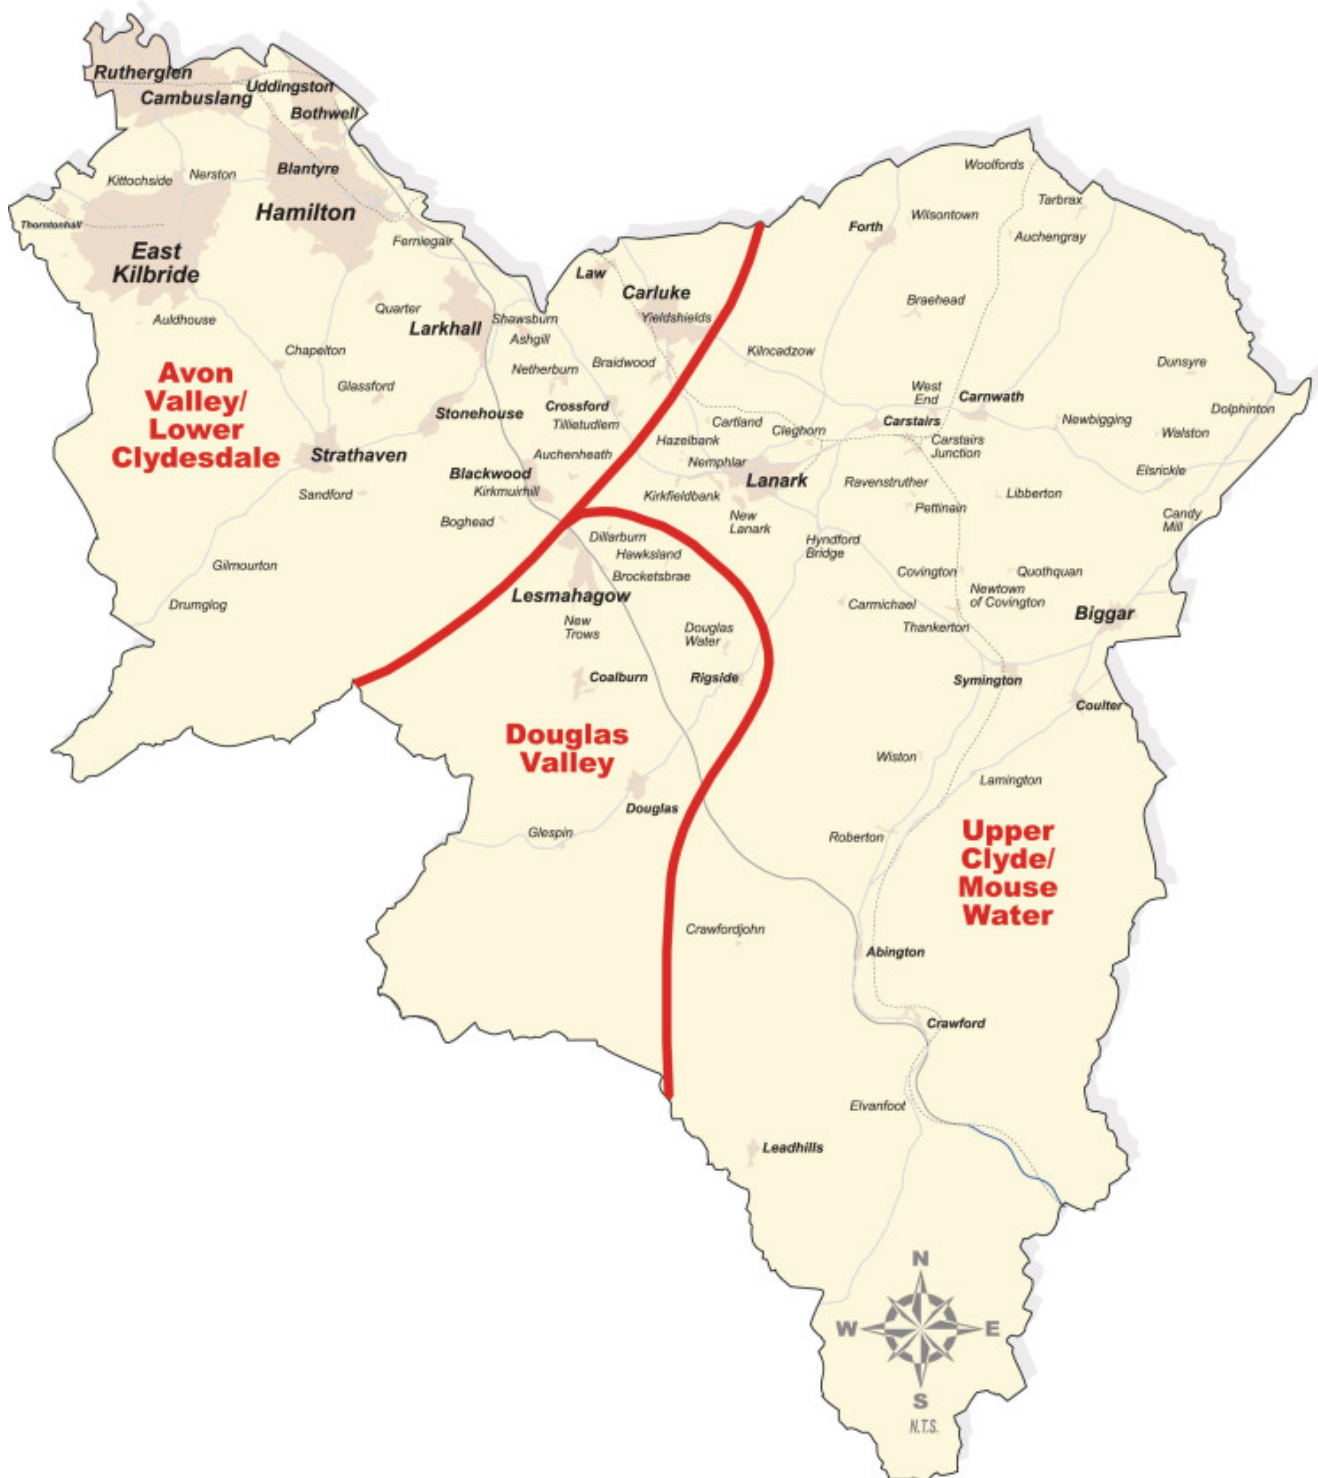 Rutherglen
Cambuslang
Uddingston
Bothwell
Kittochside
Nerston
Blantyre
Hamilton
Thorntonhall
East
Kilbride
Ferniegair
Auldhouse
Quarter
Larkhall
Chapelton
Glassford
Avon
Valley/
Lower
Clydesdale
Strathaven
Stonehouse
Sandford
Blackwood
Kirkmuirhill
Boghead
Gilmourton
Drumglog
Law
Carluke
Yieldshields
Shawsburn
Ashgill
Netherburn
Braidwood
Crossford
Tillietudlem
Auchenheath
Hazelbank
Nemphlar
Kirkfieldbank
Cartland
Cleghorn
Lanark
New
Lanark
Kilncadzow
Forth
Wilsontown
Woolfords
Tarbrax
Auchengray
Braehead
West
End
Carnwath
Carstairs
Carstairs
Junction
Newbigging
Dunsyre
Dolphinton
Walston
Elsrickle
Candy
Mill
Ravenstruther
Pettinain
Libberton
Hyndford
Bridge
Covington
Quothquan
Newtown
of Covington
Carmichael
Thankerton
Biggar
Symington
Coulter
Dillarburn
Hawksland
Brocketsbrae
Lesmahagow
New
Trows
Douglas
Water
Coalburn
Rigside
Douglas
Valley
Douglas
Glespin
Wiston
Lamington
Roberton
Upper
Clyde/
Mouse
Water
Crawfordjohn
Abington
Crawford
Elvanfoot
Leadhills
N
W
E
S
N.T.S.